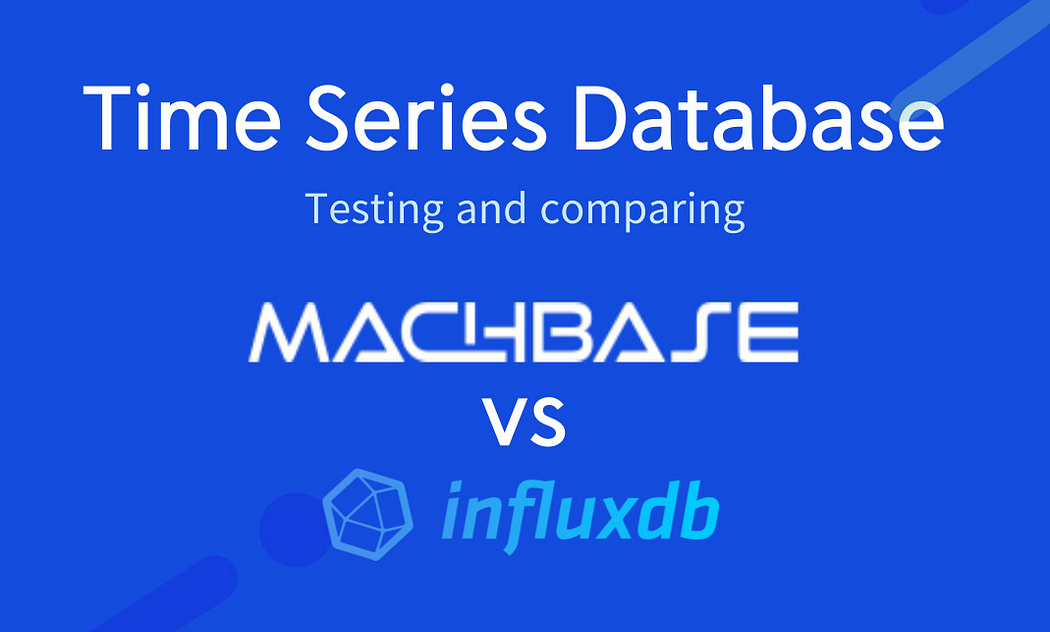 Time Series Database
Testing and comparing
MACHBASE
vs
influxdb